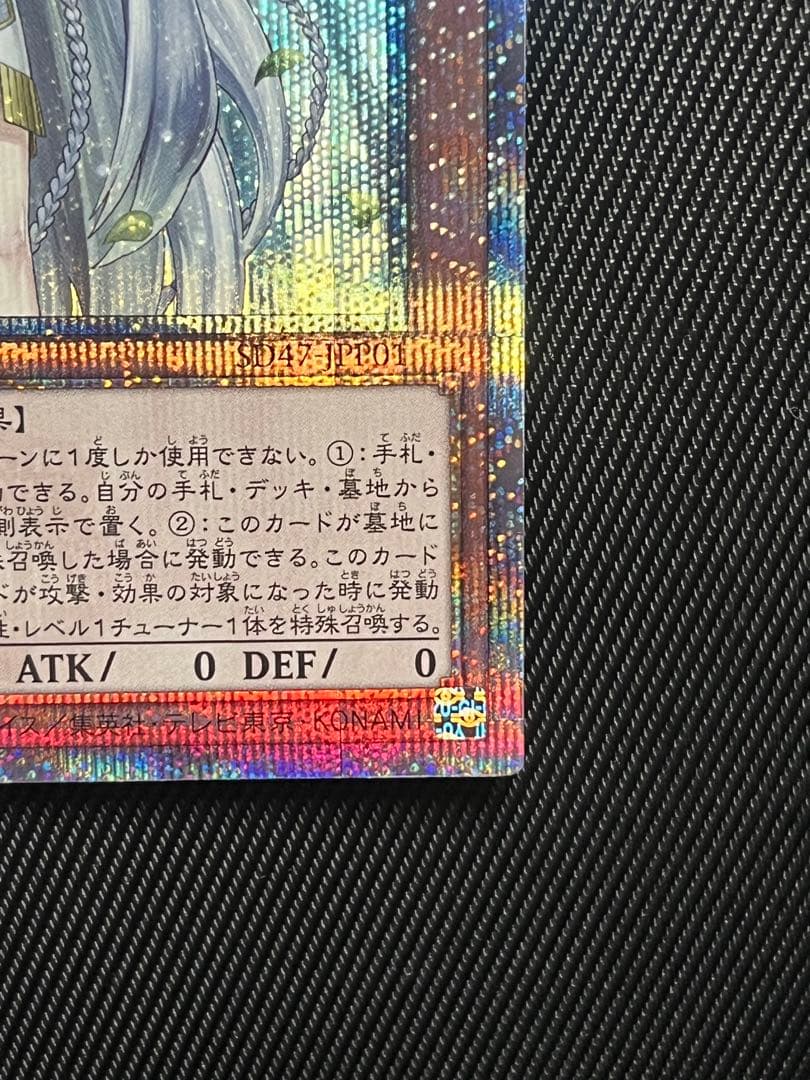 SD47-JPP01
果】
ーンに1度しか使用できない。①:手札・
できる。自分の手札・デッキ・墓地から
側表示で置く。②:このカードが墓地に
召喚した場合に発動できる。このカード
ドが攻撃・効果の対象になった時に発動
性・レベル1チューナー1体を特殊召喚する。
ATK/ 0 DEF/ 0
イス/集英社・テレビ東京・KONAMI